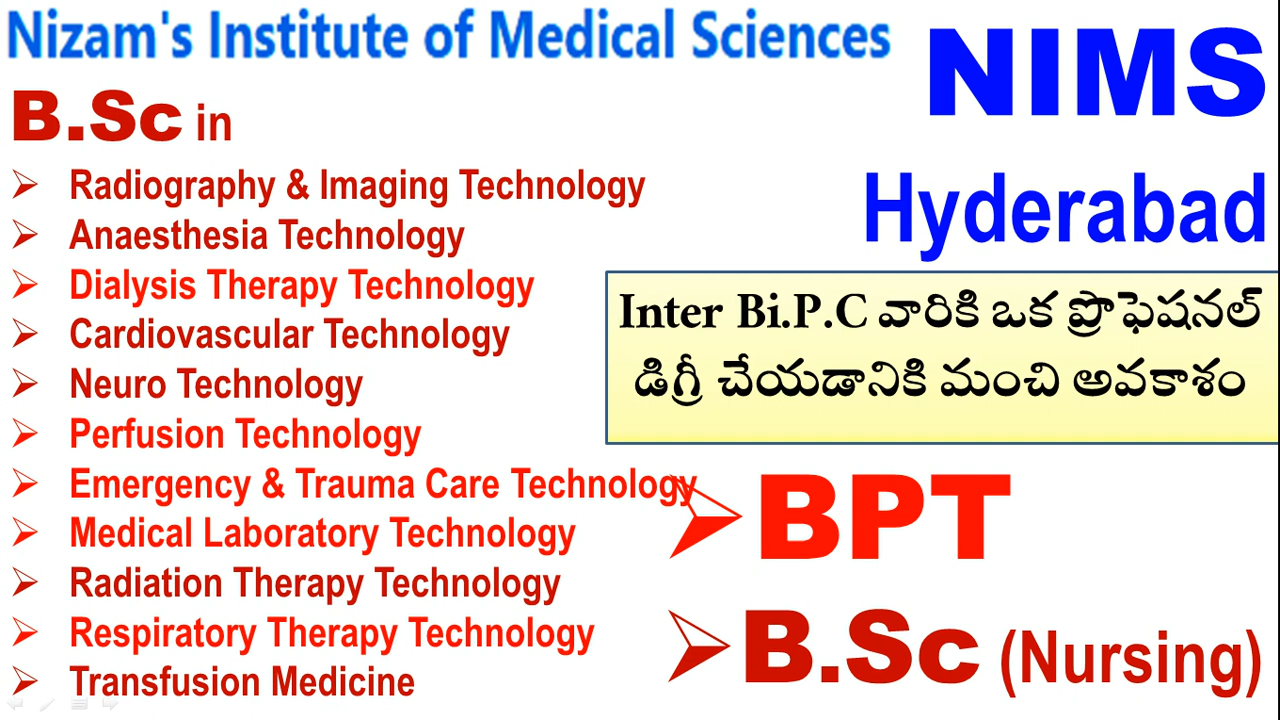 Nizam's Institute of Medical Sciences
NIMS
Hyderabad
B.Sc in
➢ Radiography & Imaging Technology
➢ Anaesthesia Technology
➢ Dialysis Therapy Technology
➢ Cardiovascular Technology
➢ Neuro Technology
➢ Perfusion Technology
➢ Emergency & Trauma Care Technology
➢ Medical Laboratory Technology
➢ Radiation Therapy Technology
➢ Respiratory Therapy Technology
➢ Transfusion Medicine
Inter Bi.P.C వారికి ఒక ప్రొఫెషనల్
డిగ్రీ చేయడానికి మంచి అవకాశం
➢ BPT
➢ B.Sc (Nursing)